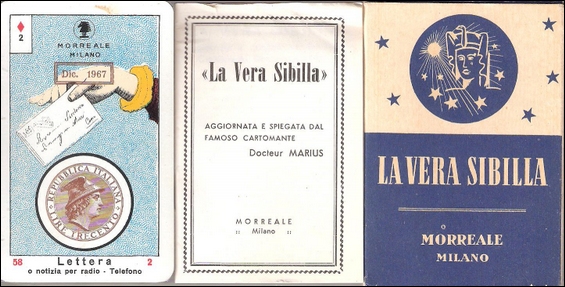 2
MORREALE
MILANO
Dic. 1967
REPUBBLICA ITALIANA
LIRE TRECENTO
58 Lettera 2
o notizia per radio - Telefono
«La Vera Sibilla»
AGGIORNATA E SPIEGATA DAL
FAMOSO CARTOMANTE
Docteur MARIUS
MORREALE
:: Milano ::
LA VERA SIBILLA
MORREALE
MILANO